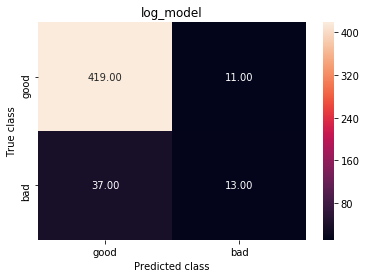 log_model
True class
good
419.00
11.00
bad
37.00
13.00
good
bad
Predicted class
400
320
240
160
80